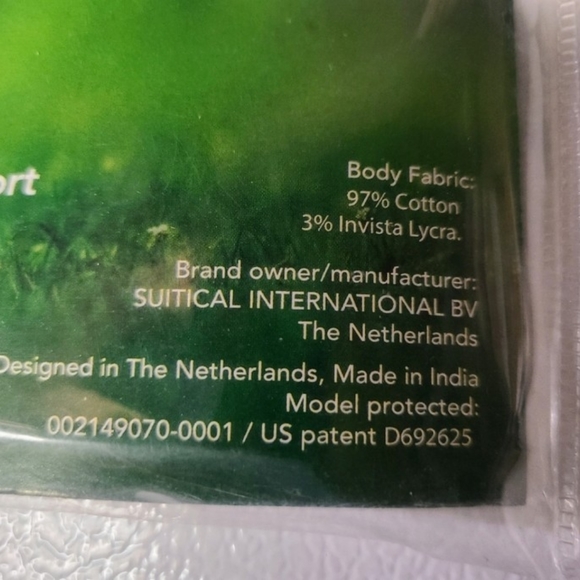 ort
Body Fabric:
97% Cotton
3% Invista Lycra.
Brand owner/manufacturer:
SUITICAL INTERNATIONAL BV
The Netherlands
Designed in The Netherlands, Made in India
Model protected:
002149070-0001 / US patent D692625